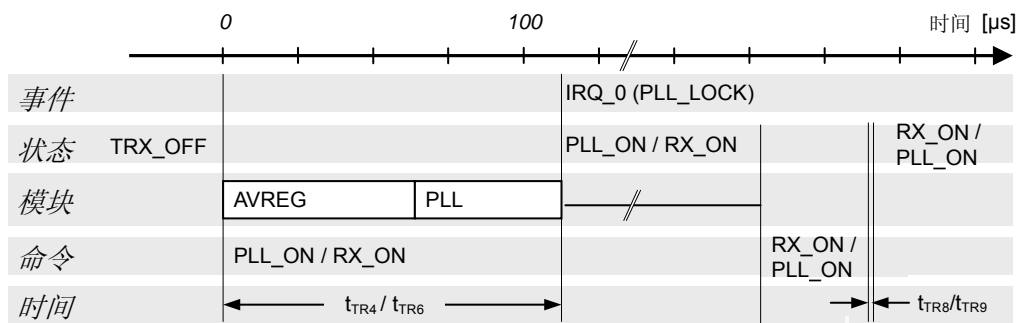 0 100 时间 [µs]
事件 IRQ_0 (PLL_LOCK)
状态 TRX_OFF PLL_ON / RX_ON RX_ON /
PLL_ON
模块 AVREG PLL
命令 PLL_ON / RX_ON RX_ON /
PLL_ON
时间 tTR4 / tTR6 tTR8/tTR9